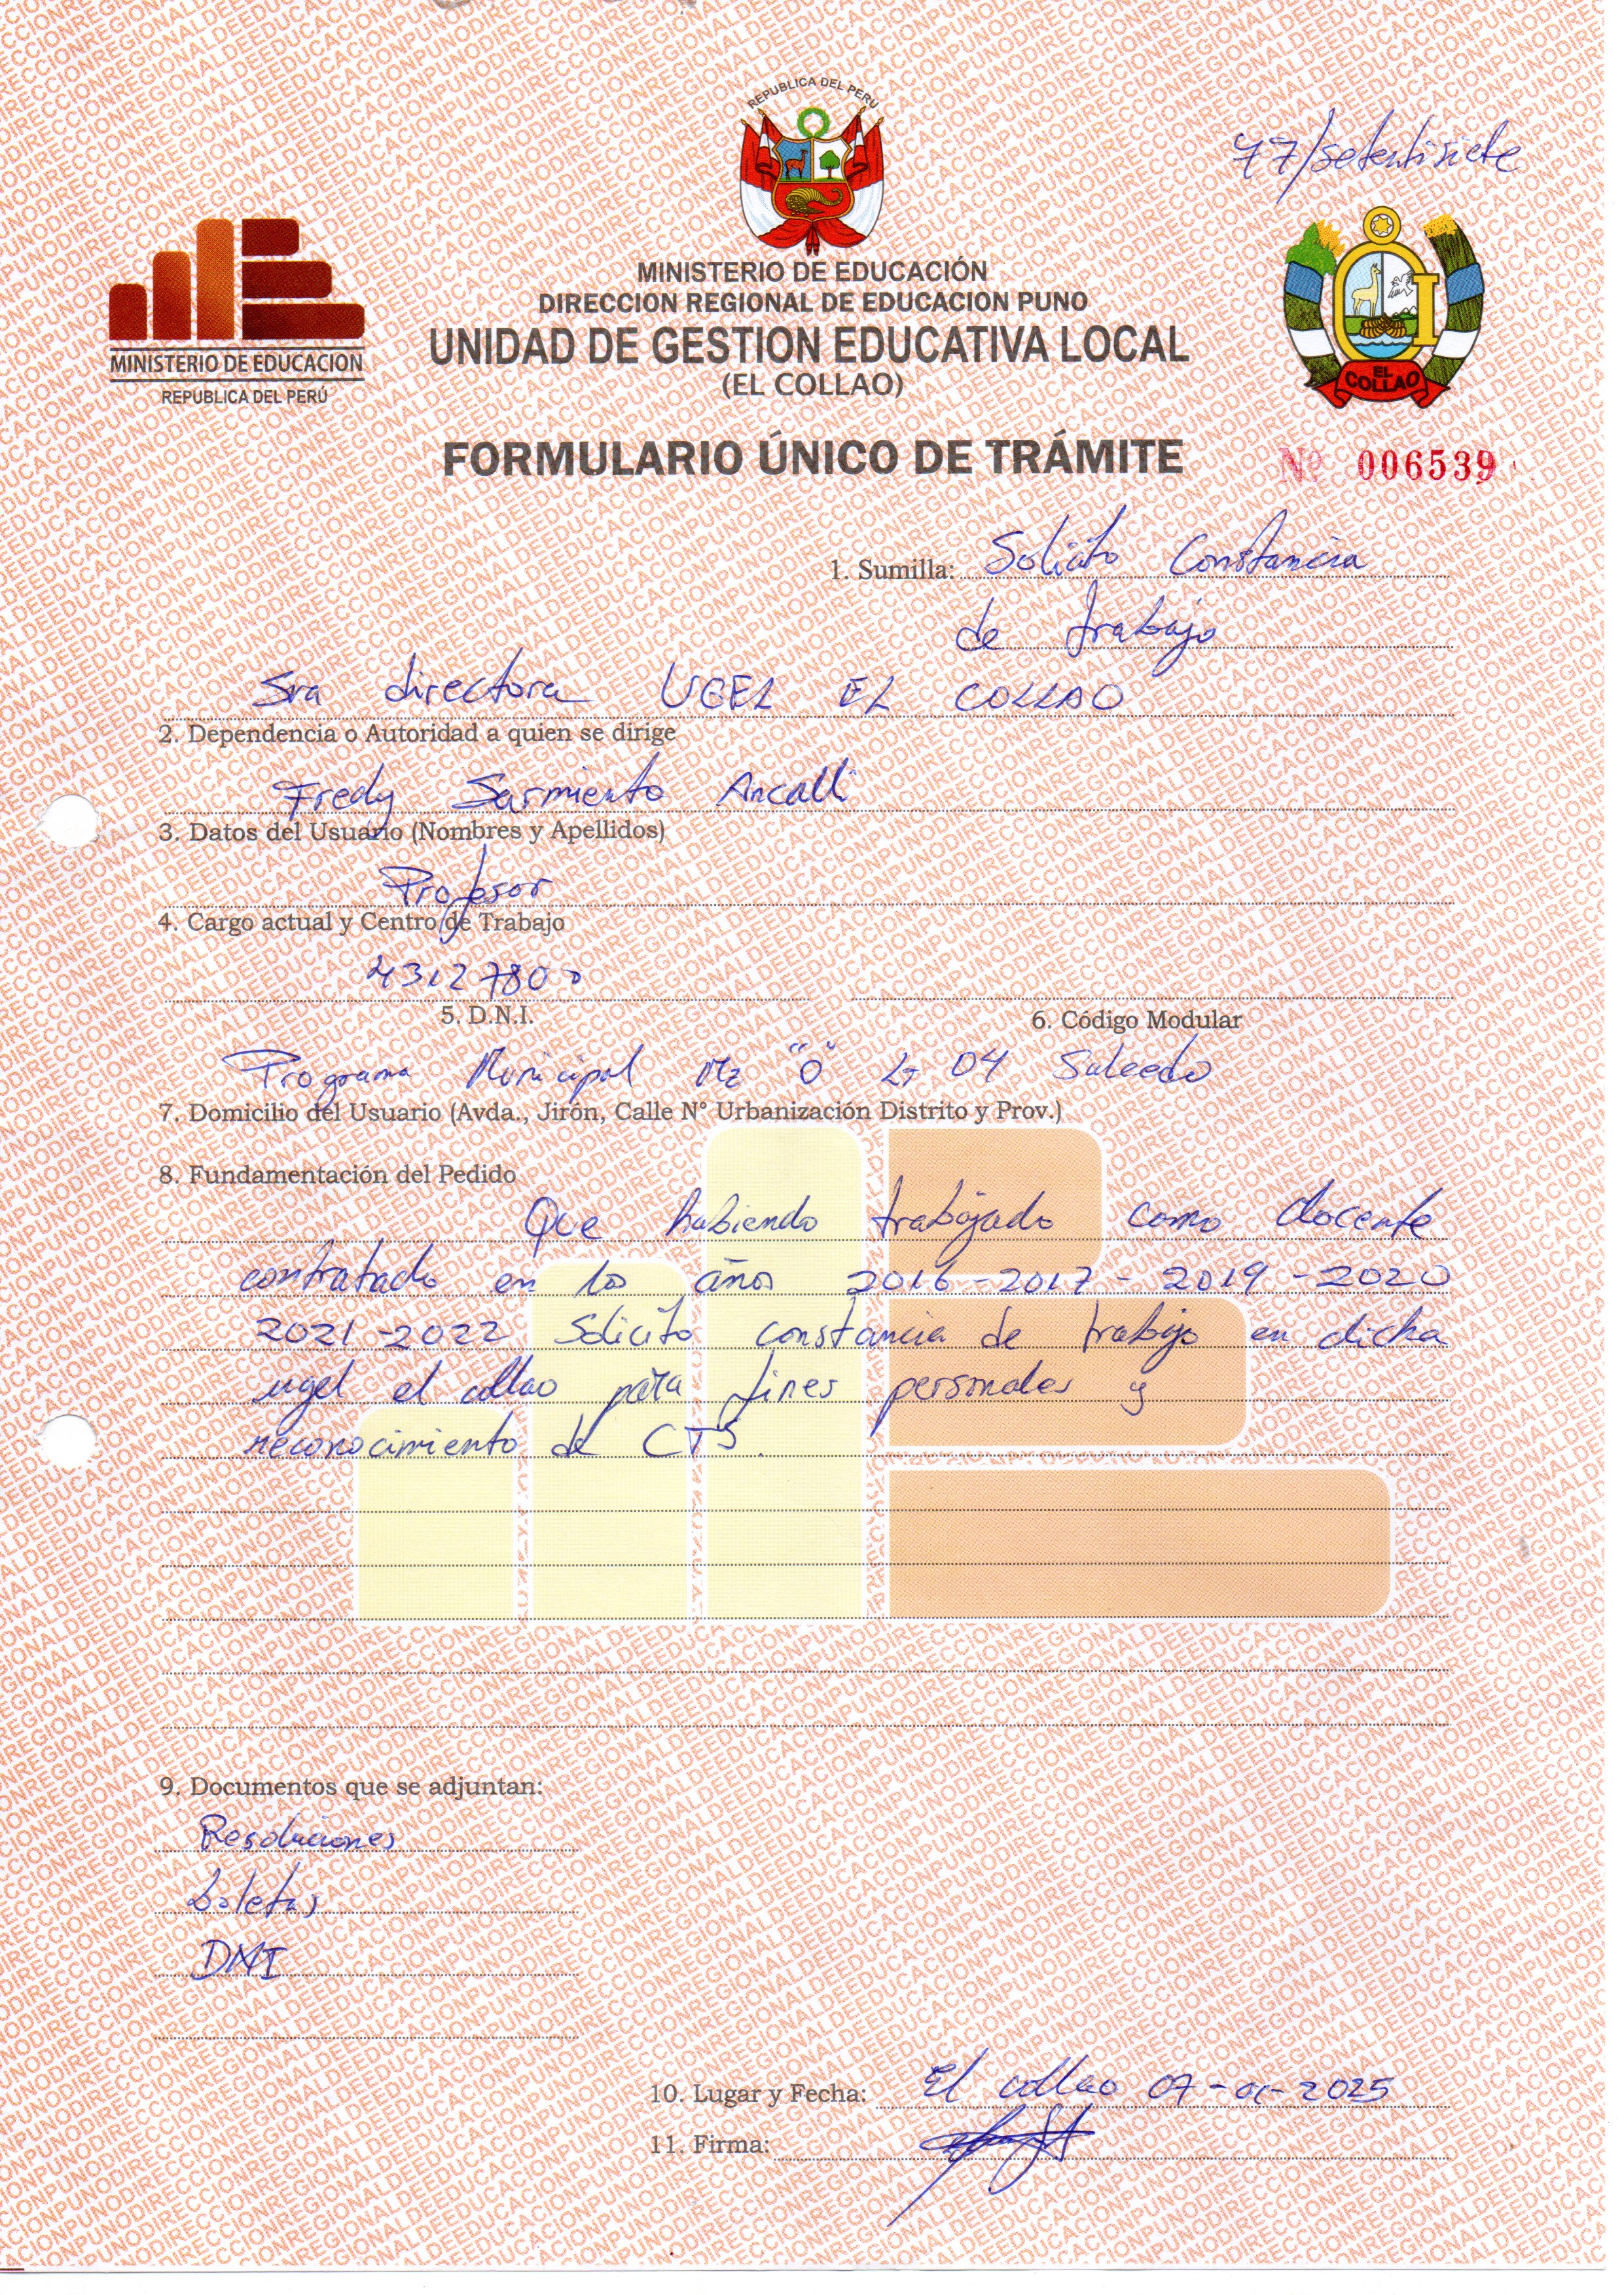 REPUBLICA DEL PERU
77/setentisiete
MINISTERIO DE EDUCACION
REPUBLICA DEL PERÚ
MINISTERIO DE EDUCACIÓN
DIRECCION REGIONAL DE EDUCACION PUNO
UNIDAD DE GESTION EDUCATIVA LOCAL
(EL COLLAO)
EL COLLAO
FORMULARIO ÚNICO DE TRÁMITE
Nº 006539
1. Sumilla: Solicito Constancia
de trabajo
Sra directora UGEL EL COLLAO
2. Dependencia o Autoridad a quien se dirige
Fredy Sarmiento Ancalli
3. Datos del Usuario (Nombres y Apellidos)
Profesor
4. Cargo actual y Centro de Trabajo
43127800
5. D.N.I.
6. Código Modular
Programa Municipal Mz "O" Lt 04 Salcedo
7. Domicilio del Usuario (Avda., Jirón, Calle N° Urbanización Distrito y Prov.)
8. Fundamentación del Pedido
Que habiendo trabajado como docente
contratado en los años 2016-2017-2019-2020
2021-2022 Solicito constancia de trabajo en dicha
ugel el collao para fines personales y
reconocimiento de CTS.
9. Documentos que se adjuntan:
Resoluciones
boletas
DNI
10. Lugar y Fecha: El collao 07-01-2025
11. Firma: